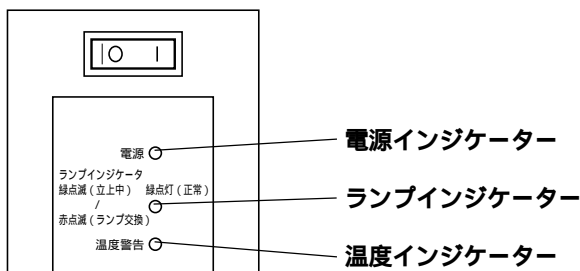 電源
ランプインジケータ
緑点滅(立上中) 緑点灯(正常)
/
赤点滅(ランプ交換)
温度警告
電源インジケーター
ランプインジケーター
温度インジケーター